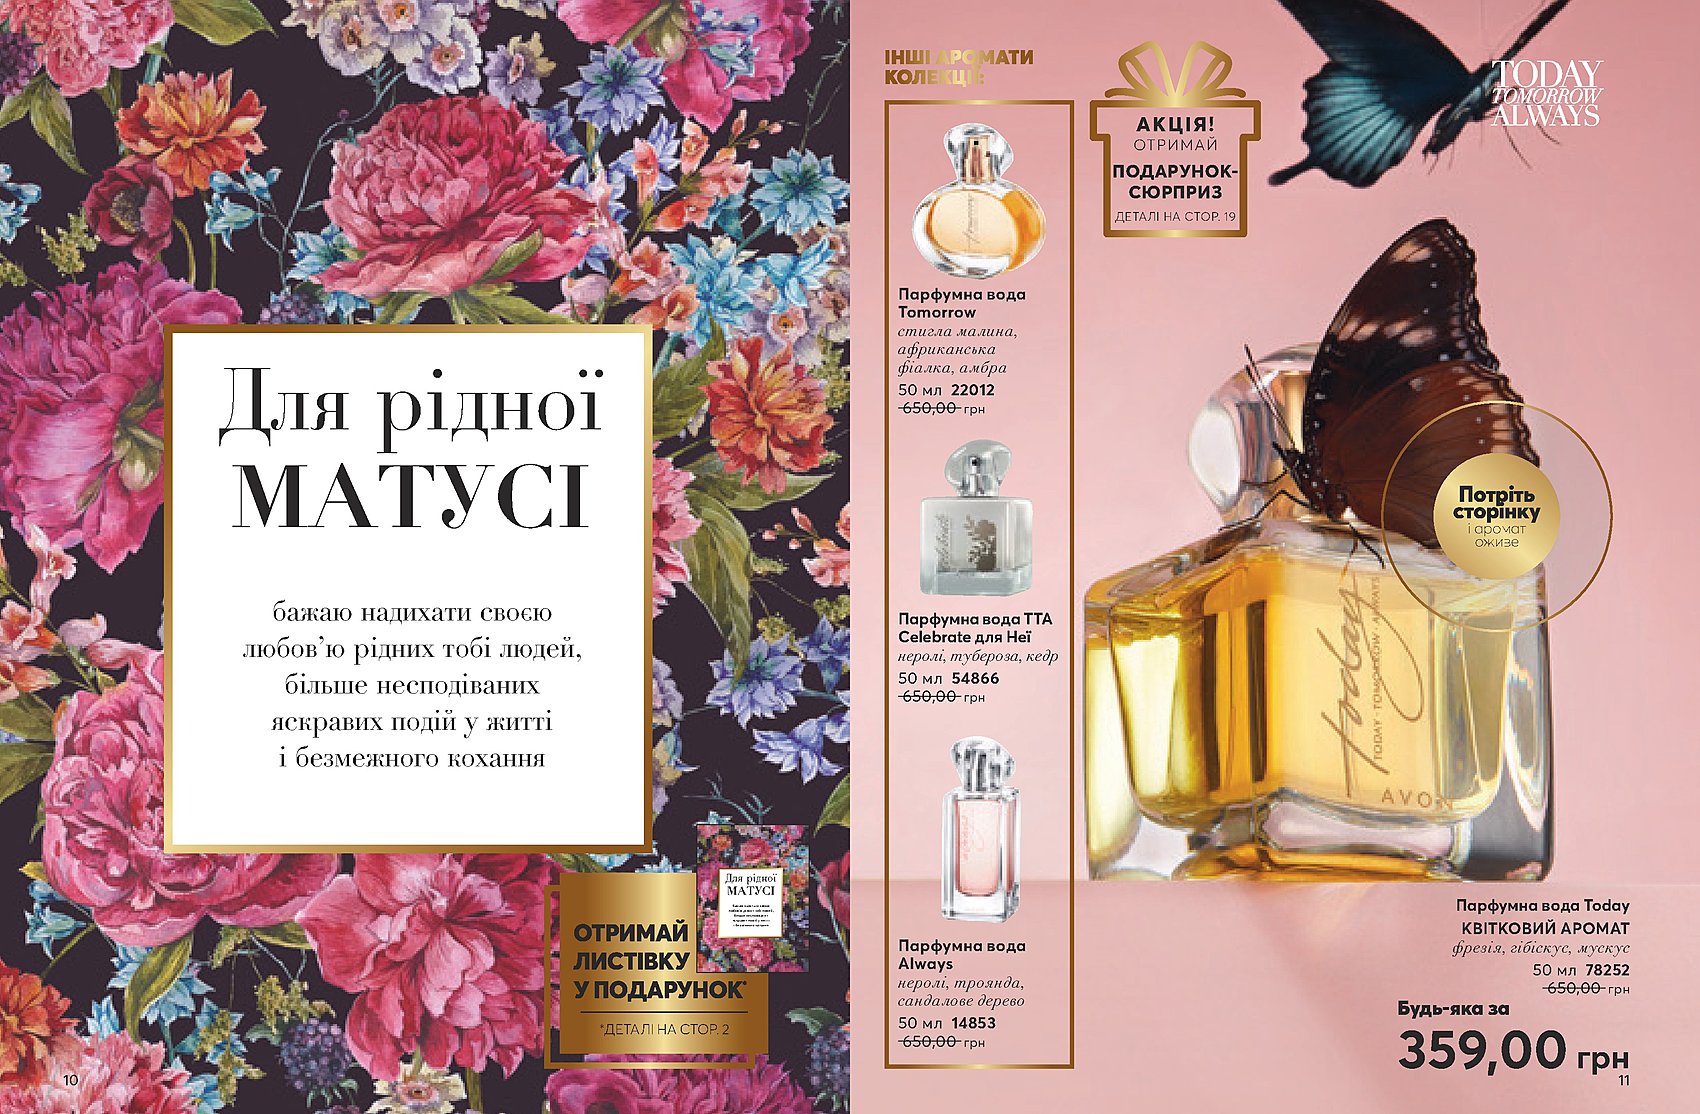 Для рідної
МАТУСІ
бажаю надихати своєю
любов’ю рідних тобі людей,
більше несподіваних
яскравих подій у житті
і безмежного кохання
Для рідної
МАТУСІ
ОТРИМАЙ
ЛИСТІВКУ
У ПОДАРУНОК*
*ДЕТАЛІ НА СТОР. 2
10
ІНШІ АРОМАТИ
КОЛЕКЦІЇ:
Парфумна вода
Tomorrow
стигла малина,
африканська
фіалка, амбра
50 мл 22012
650,00 грн
Парфумна вода TTA
Celebrate для Неї
неролі, тубероза, кедр
50 мл 54866
650,00 грн
Парфумна вода
Always
неролі, троянда,
сандалове дерево
50 мл 14853
650,00 грн
АКЦІЯ!
ОТРИМАЙ
ПОДАРУНОК-
СЮРПРИЗ
ДЕТАЛІ НА СТОР. 19
TODAY
TOMORROW
ALWAYS
Потріть
сторінку
і аромат
оживе
today
TODAY · TOMORROW · ALWAYS
AVON
Парфумна вода Today
КВІТКОВИЙ АРОМАТ
фрезія, гібіскус, мускус
50 мл 78252
650,00 грн
Будь-яка за
359,00 грн
11